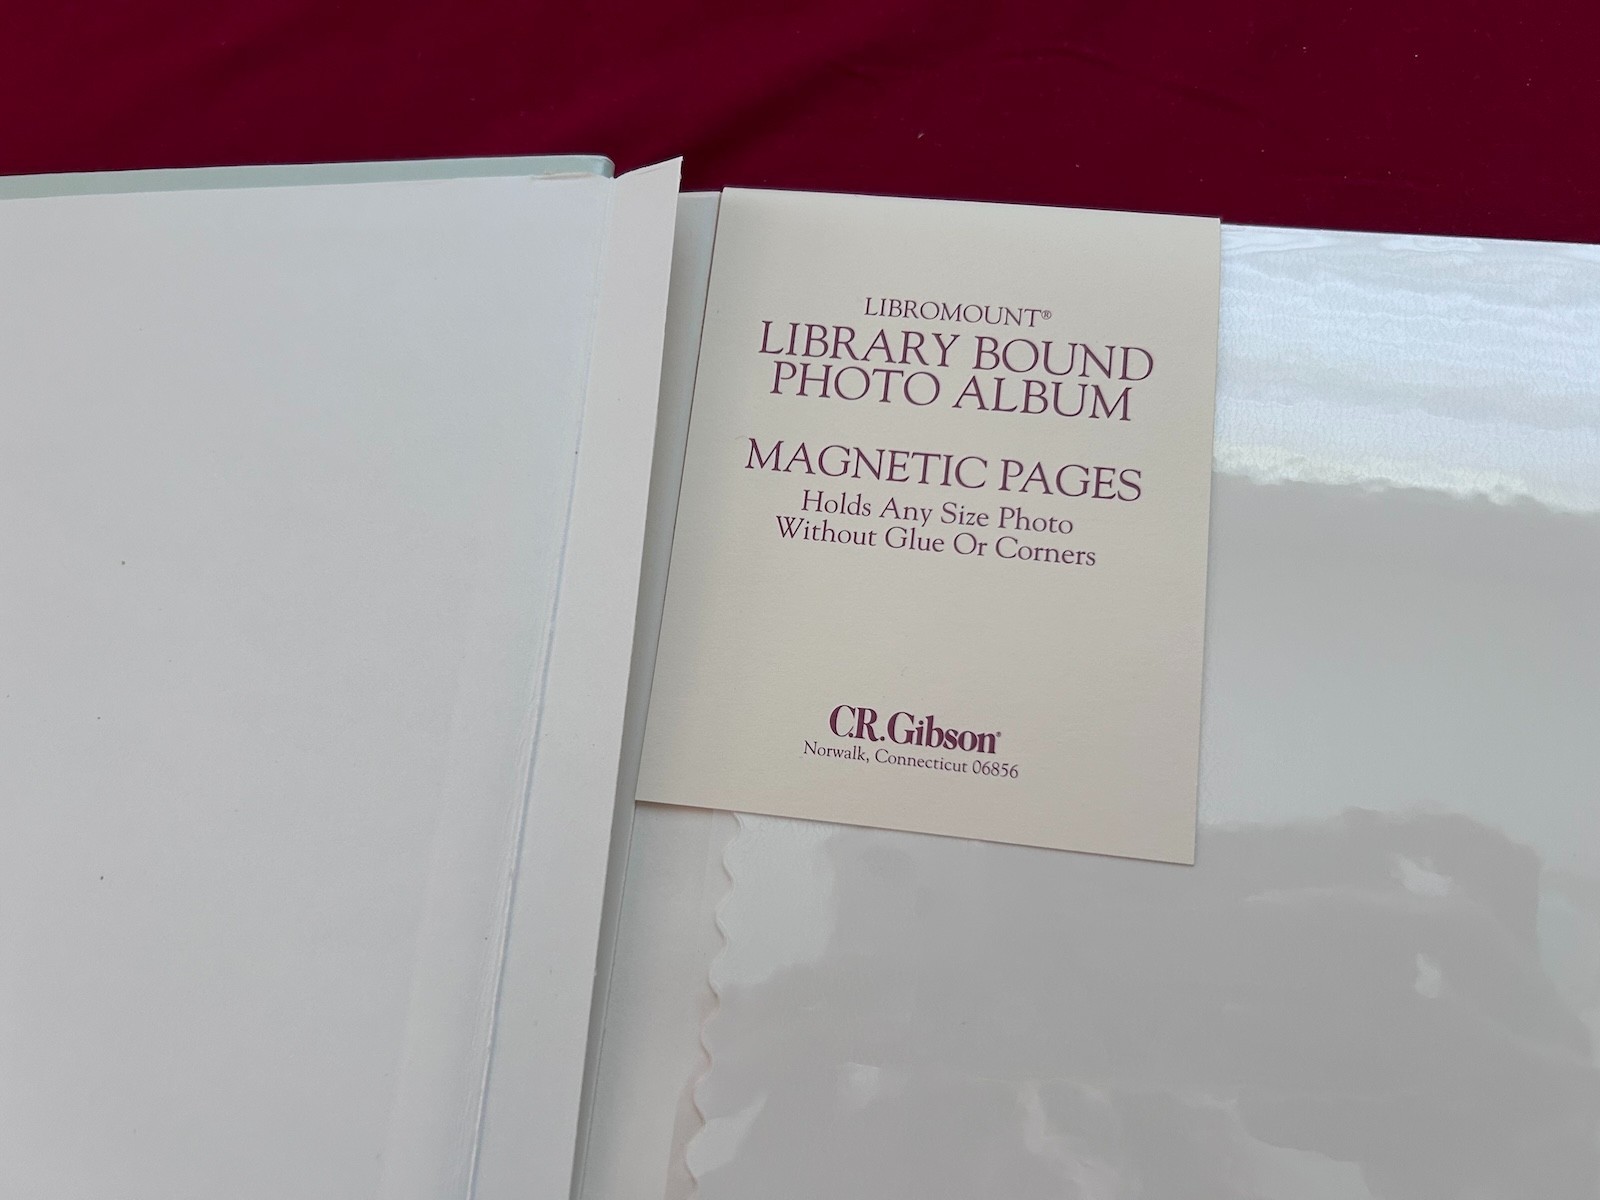 LIBROMOUNT®
LIBRARY BOUND
PHOTO ALBUM
MAGNETIC PAGES
Holds Any Size Photo
Without Glue Or Corners
C.R. Gibson®
Norwalk, Connecticut 06856